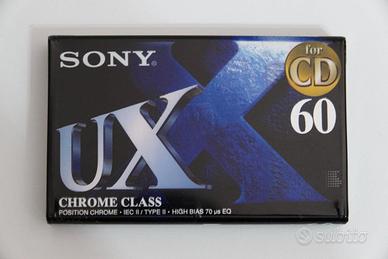 SONY
for
CD
60
UX
CHROME CLASS
POSITION CHROME · IEC II / TYPE II · HIGH BIAS 70 µs EQ
subito